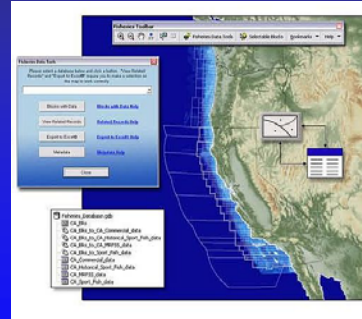 Fisheries Toolbar
Fisheries Data Tools
Selectable Blocks
Bookmarks
Help
Fisheries Data Tools
Please select a database below and click a button. "View Related
Records" and "Export to Excel" require you to make a selection on
the map to work correctly.
Blocks with Data
Blocks with Data Help
View Related Records
Related Records Help
Export to Excel
Export to Excel Help
Metadata
Metadata Help
Close
Fisheries_Database.gdb
CA_Blks
CA_Blks_to_CA_Commercial_data
CA_Blks_to_CA_Historical_Sport_Fish_data
CA_Blks_to_CA_MRFSS_data
CA_Blks_to_Sport_Fish_data
CA_Commercial_data
CA_Historical_Sport_Fish_data
CA_MRFSS_data
CA_Sport_Fish_data